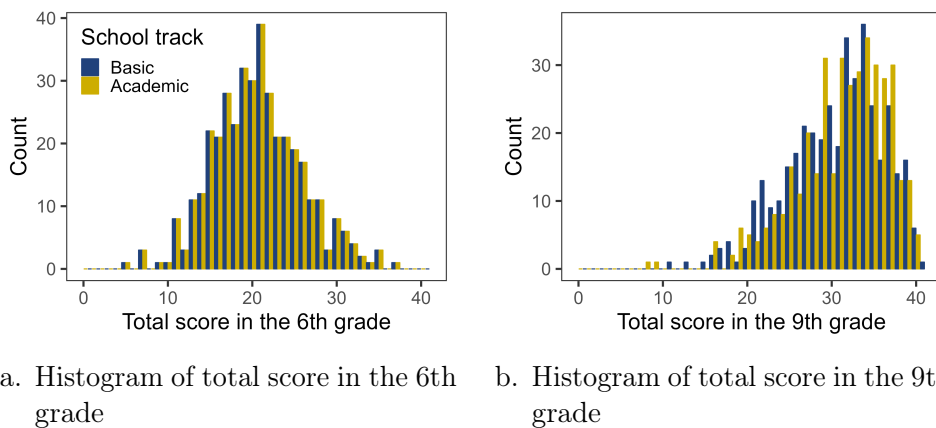 School track
Basic
Academic
Count
40
30
20
10
0
0 10 20 30 40
Total score in the 6th grade
Count
30
20
10
0
0 10 20 30 40
Total score in the 9th grade
a. Histogram of total score in the 6th
grade
b. Histogram of total score in the 9t
grade